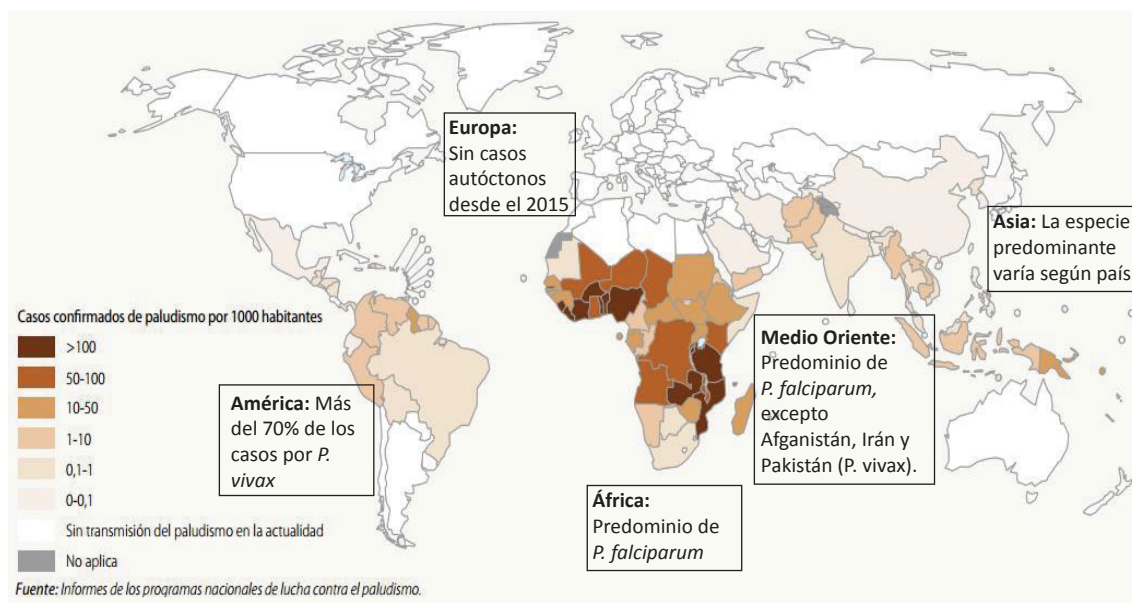 Europa:
Sin casos
autóctonos
desde el 2015
Asia: La especie
predominante
varía según país
Casos confirmados de paludismo por 1000 habitantes
>100
50-100
10-50
1-10
0,1-1
0-0,1
Sin transmisión del paludismo en la actualidad
No aplica
América: Más
del 70% de los
casos por P.
vivax
Medio Oriente:
Predominio de
P. falciparum,
excepto
Afganistán, Irán y
Pakistán (P. vivax).
África:
Predominio de
P. falciparum
Fuente: Informes de los programas nacionales de lucha contra el paludismo.